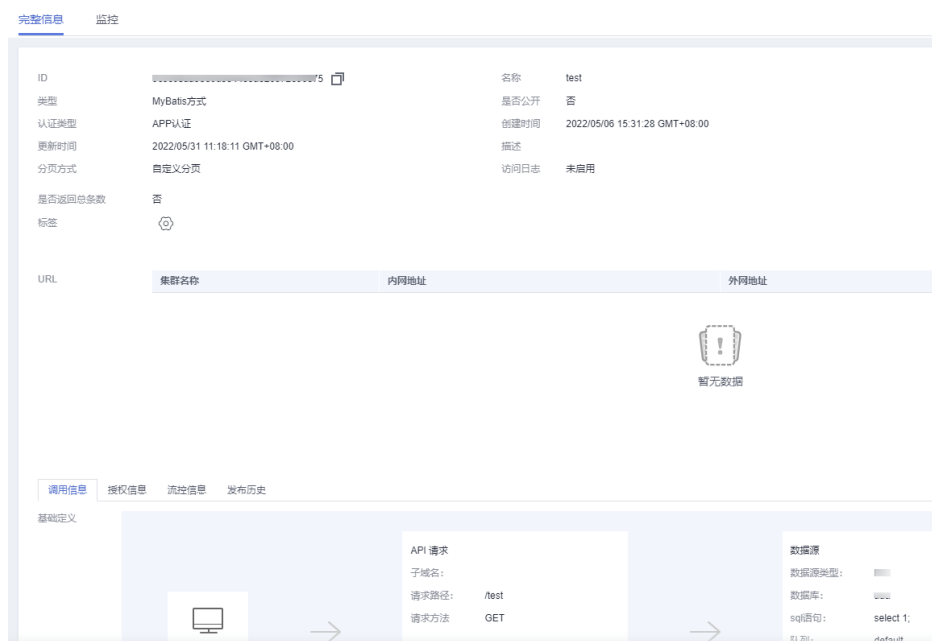 完整信息 监控
ID 75 名称 test
类型 MyBatis方式 是否公开 否
认证类型 APP认证 创建时间 2022/05/06 15:31:28 GMT+08:00
更新时间 2022/05/31 11:18:11 GMT+08:00 描述
分页方式 自定义分页 访问日志 未启用
是否返回总条数 否
标签
URL 集群名称 内网地址 外网地址
暂无数据
调用信息 授权信息 流控信息 发布历史
基础定义
API 请求 数据源
子域名： 数据源类型：
请求路径： /test 数据库：
请求方法 GET sql语句： select 1;
队列： default